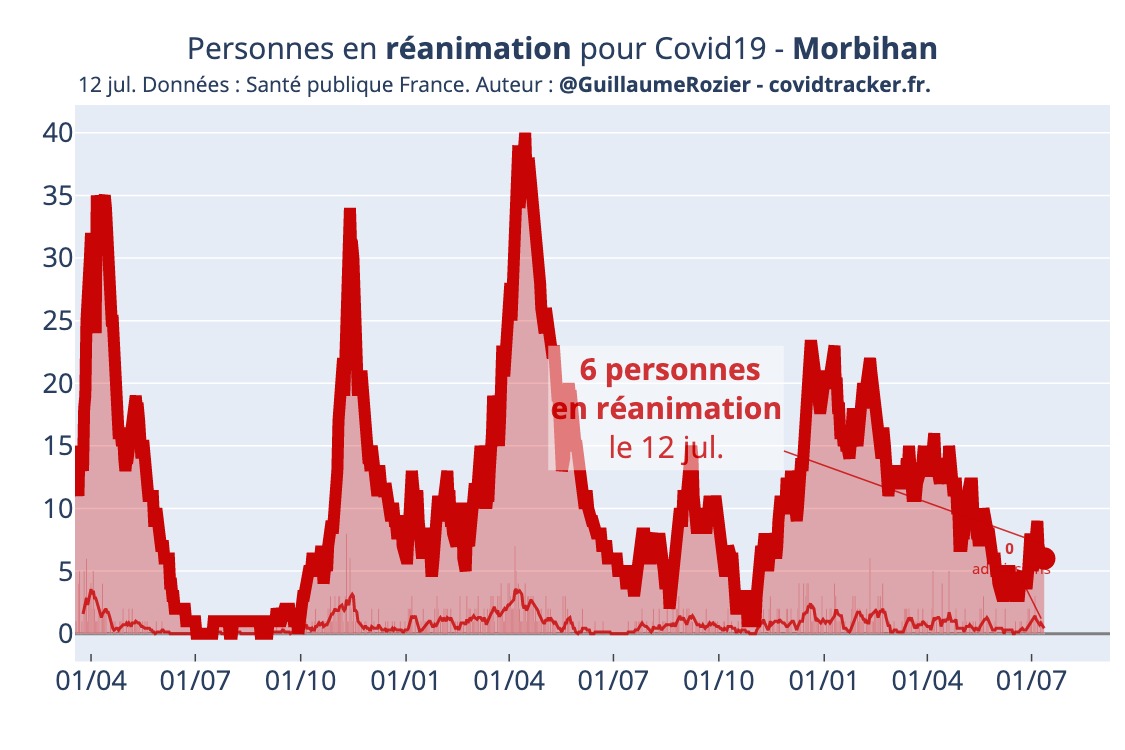 Personnes en réanimation pour Covid19 - Morbihan
12 jul. Données : Santé publique France. Auteur : @GuillaumeRozier - covidtracker.fr.
40
35
30
25
20
15
10
5
0
6 personnes
en réanimation
le 12 jul.
0
01/04 01/07 01/10 01/01 01/04 01/07 01/10 01/01 01/04 01/07